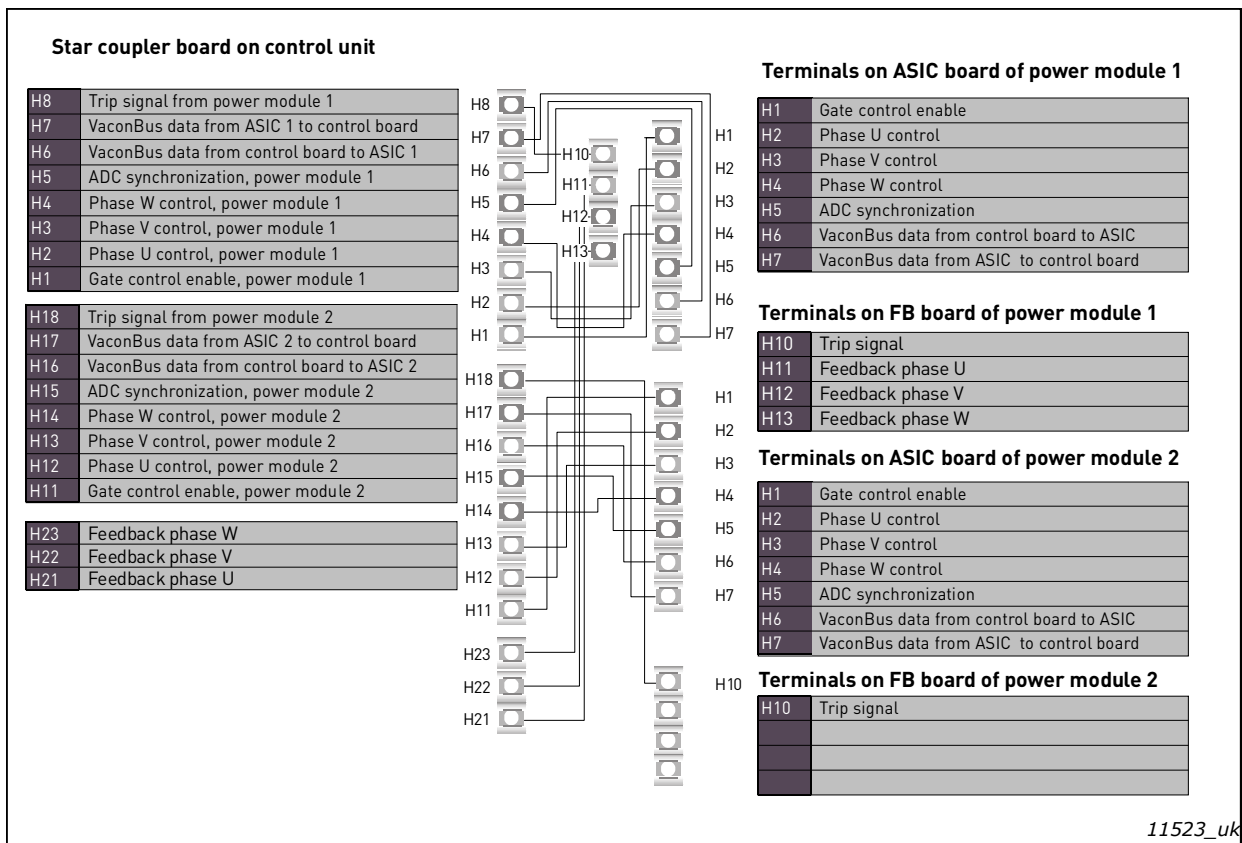 Star coupler board on control unit
H8 Trip signal from power module 1
H7 VaconBus data from ASIC 1 to control board
H6 VaconBus data from control board to ASIC 1
H5 ADC synchronization, power module 1
H4 Phase W control, power module 1
H3 Phase V control, power module 1
H2 Phase U control, power module 1
H1 Gate control enable, power module 1
H18 Trip signal from power module 2
H17 VaconBus data from ASIC 2 to control board
H16 VaconBus data from control board to ASIC 2
H15 ADC synchronization, power module 2
H14 Phase W control, power module 2
H13 Phase V control, power module 2
H12 Phase U control, power module 2
H11 Gate control enable, power module 2
H23 Feedback phase W
H22 Feedback phase V
H21 Feedback phase U
H8
H7
H6
H5
H4
H3
H2
H1
H18
H17
H16
H15
H14
H13
H12
H11
H23
H22
H21
H10
H11
H12
H13
H1
H2
H3
H4
H5
H6
H7
H1
H2
H3
H4
H5
H6
H7
H10
Terminals on ASIC board of power module 1
H1 Gate control enable
H2 Phase U control
H3 Phase V control
H4 Phase W control
H5 ADC synchronization
H6 VaconBus data from control board to ASIC
H7 VaconBus data from ASIC to control board
Terminals on FB board of power module 1
H10 Trip signal
H11 Feedback phase U
H12 Feedback phase V
H13 Feedback phase W
Terminals on ASIC board of power module 2
H1 Gate control enable
H2 Phase U control
H3 Phase V control
H4 Phase W control
H5 ADC synchronization
H6 VaconBus data from control board to ASIC
H7 VaconBus data from ASIC to control board
Terminals on FB board of power module 2
H10 Trip signal
11523_uk